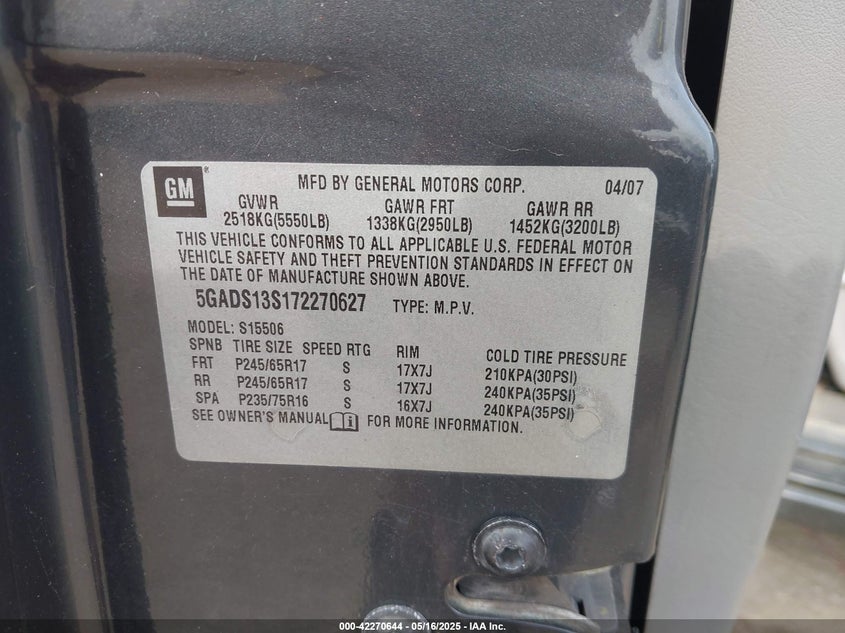 GM®
MFD BY GENERAL MOTORS CORP. 04/07
GVWR GAWR FRT GAWR RR
2518KG(5550LB) 1338KG(2950LB) 1452KG(3200LB)
THIS VEHICLE CONFORMS TO ALL APPLICABLE U.S. FEDERAL MOTOR
VEHICLE SAFETY AND THEFT PREVENTION STANDARDS IN EFFECT ON
THE DATE OF MANUFACTURE SHOWN ABOVE.
5GADS13S172270627 TYPE: M.P.V.
MODEL: S15506
SPNB TIRE SIZE SPEED RTG RIM COLD TIRE PRESSURE
FRT P245/65R17 S 17X7J 210KPA(30PSI)
RR P245/65R17 S 17X7J 240KPA(35PSI)
SPA P235/75R16 S 16X7J 240KPA(35PSI)
SEE OWNER'S MANUAL FOR MORE INFORMATION.
000-42270644 - 05/16/2025 - IAA Inc.